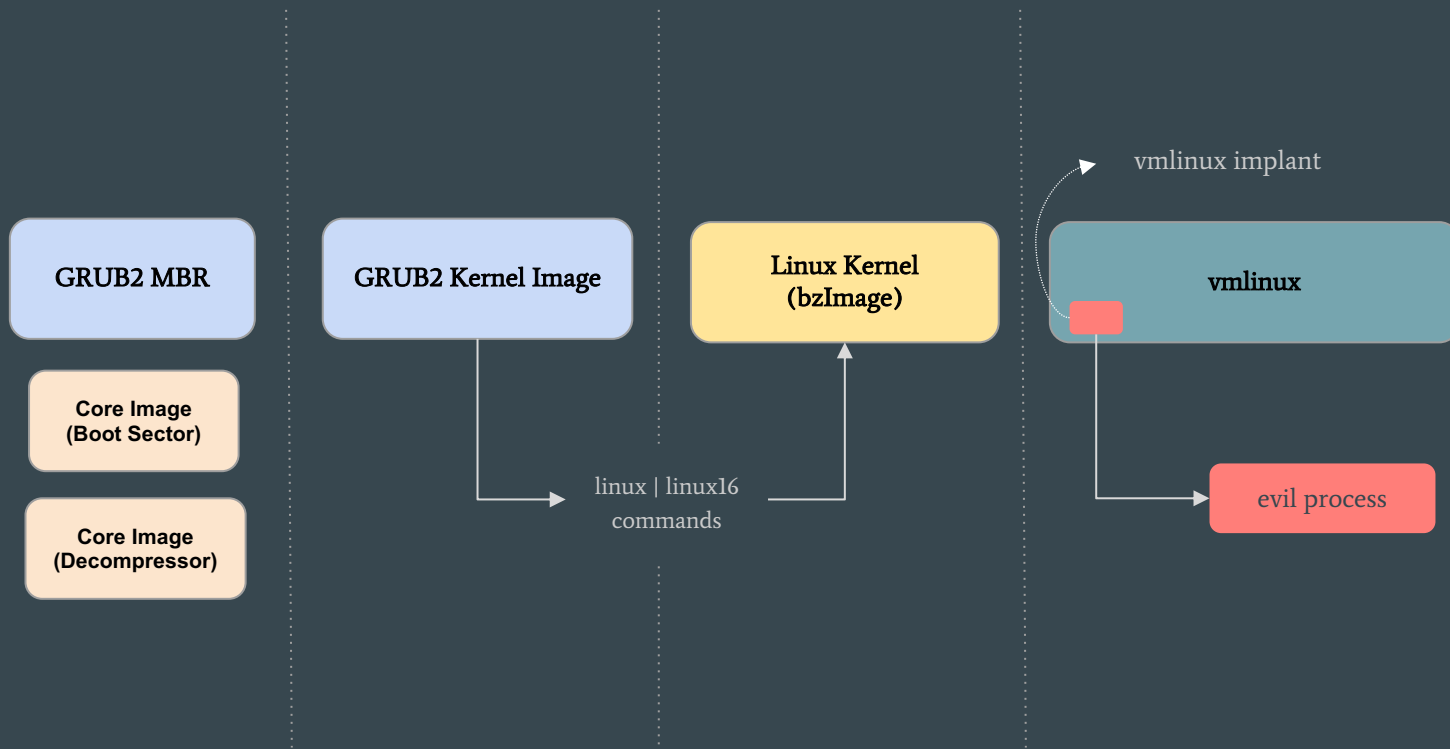 vmlinux implant
GRUB2 MBR
GRUB2 Kernel Image
Linux Kernel
(bzImage)
vmlinux
Core Image
(Boot Sector)
Core Image
(Decompressor)
linux | linux16
commands
evil process